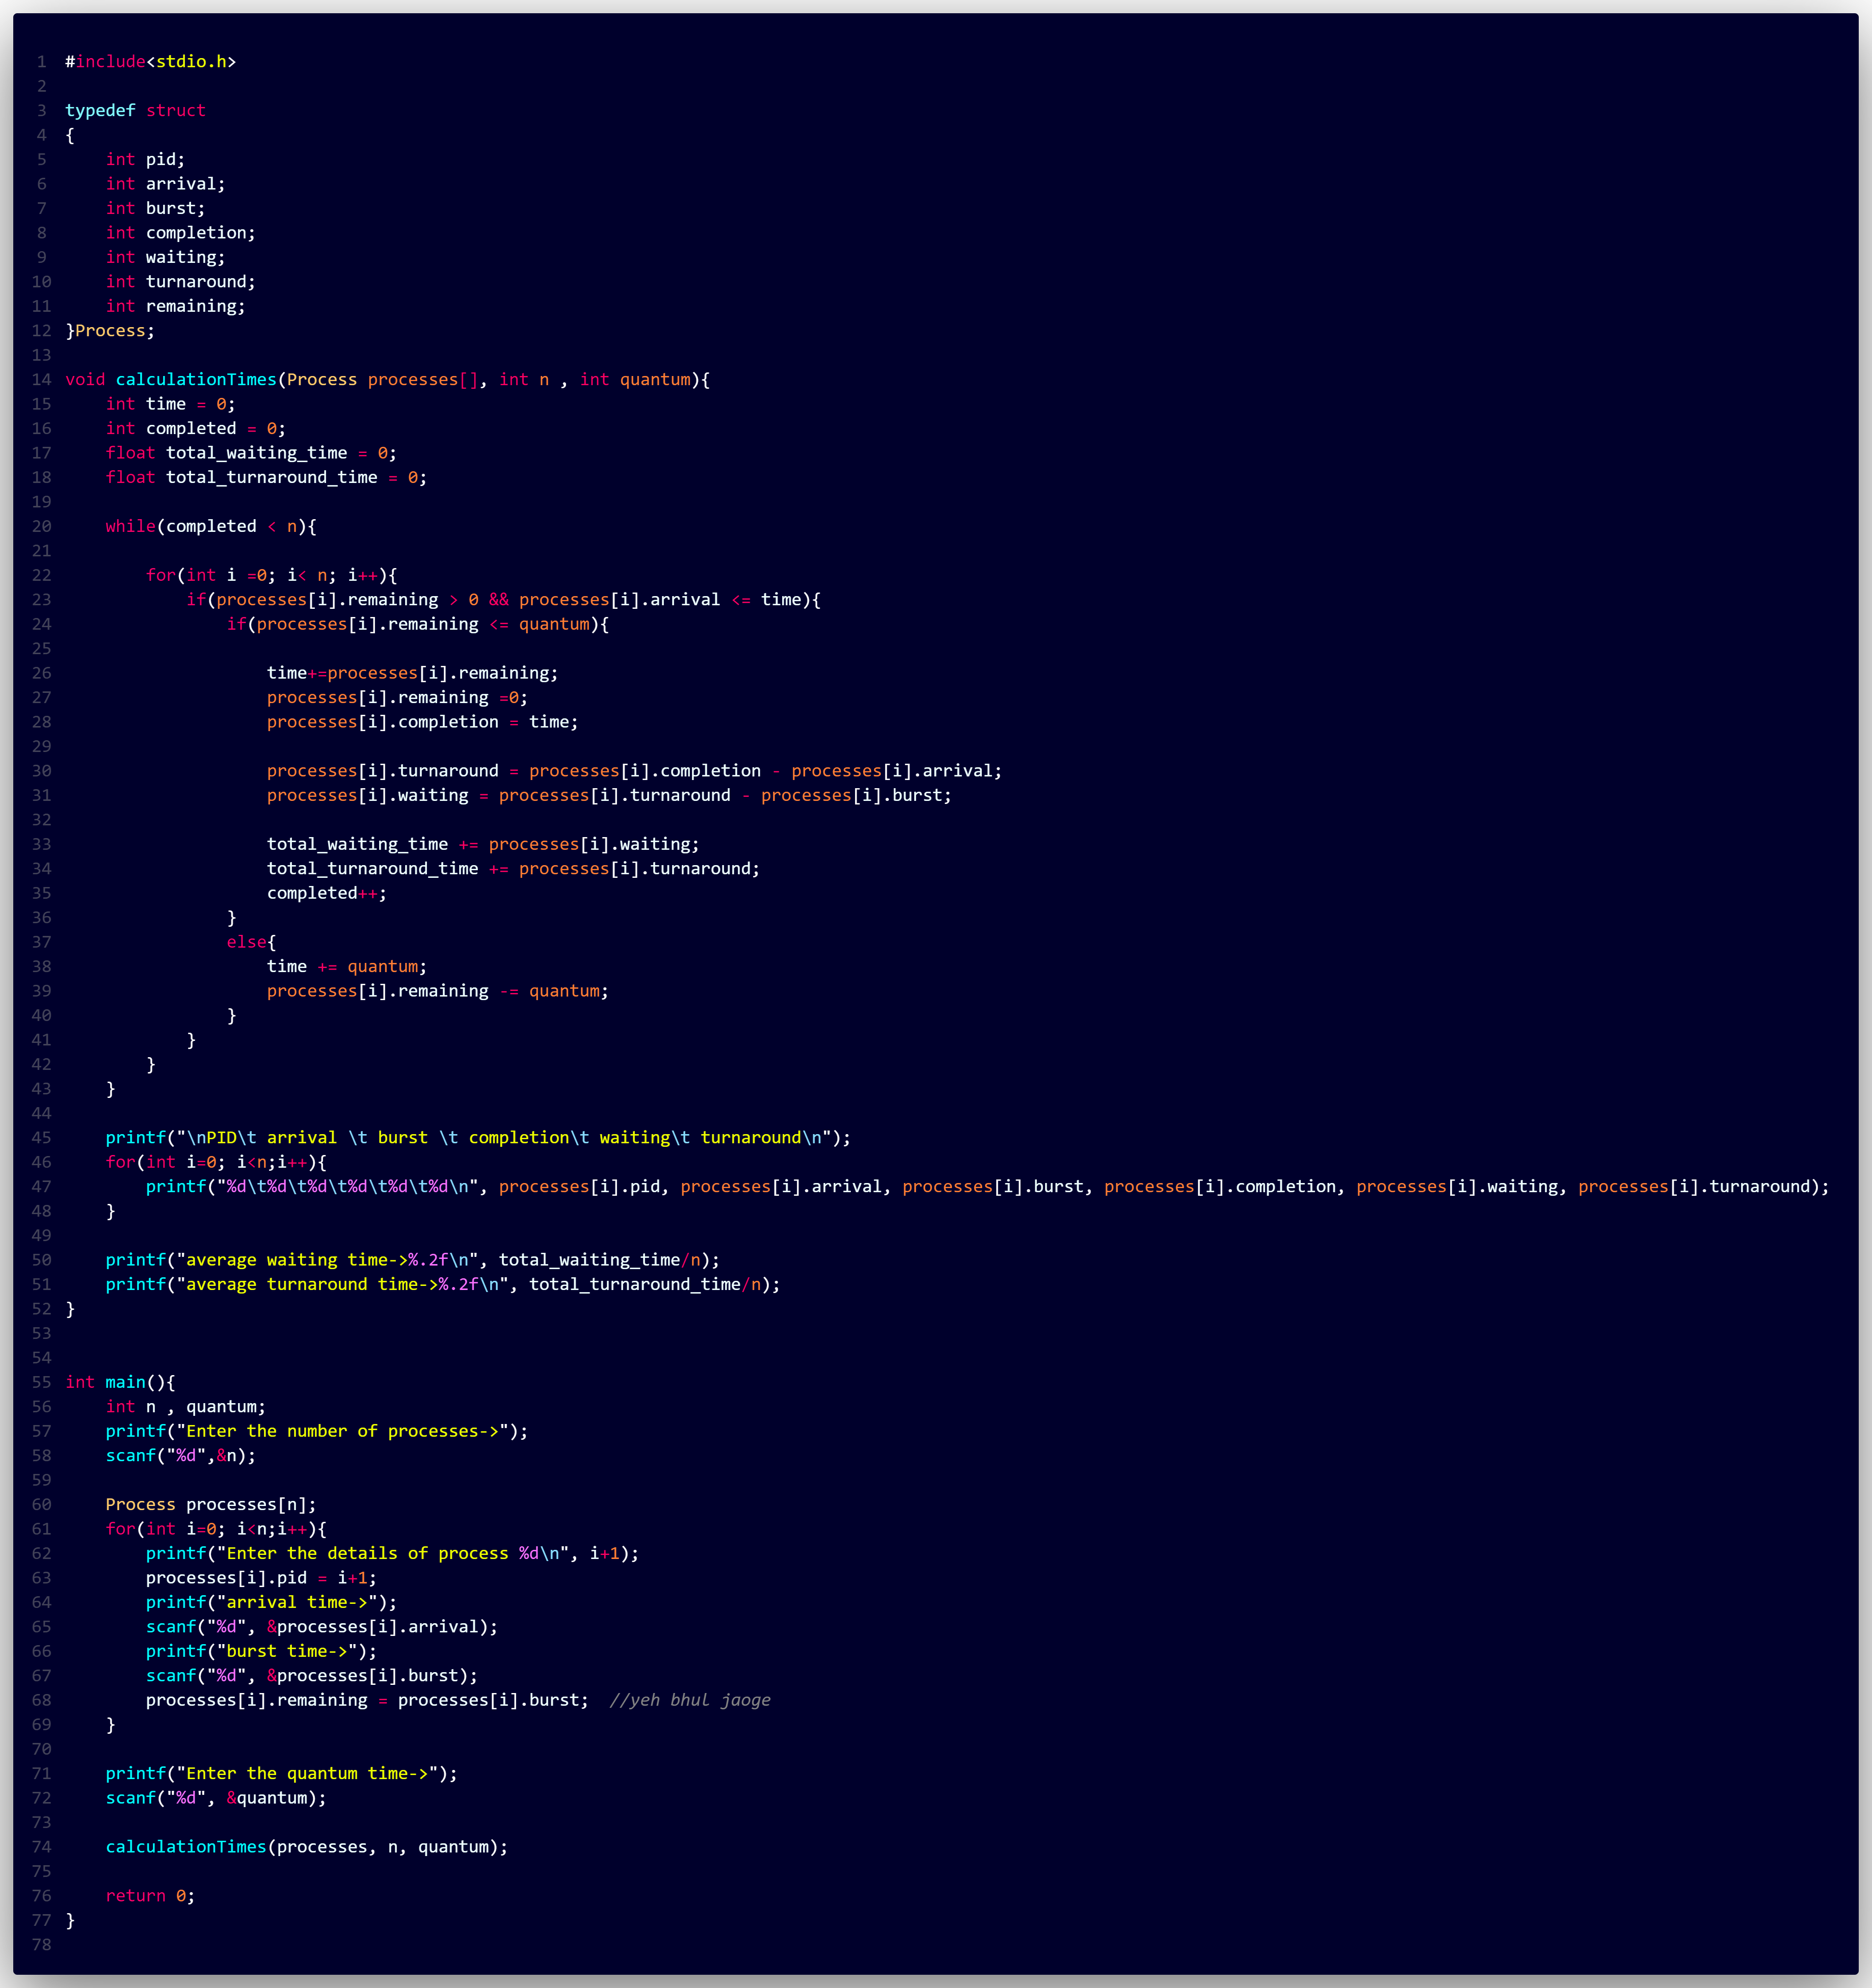 1 #include<stdio.h>
2
3 typedef struct
4 {
5     int pid;
6     int arrival;
7     int burst;
8     int completion;
9     int waiting;
10     int turnaround;
11     int remaining;
12 }Process;
13
14 void calculationTimes(Process processes[], int n , int quantum){
15     int time = 0;
16     int completed = 0;
17     float total_waiting_time = 0;
18     float total_turnaround_time = 0;
19
20     while(completed < n){
21
22         for(int i =0; i< n; i++){
23             if(processes[i].remaining > 0 && processes[i].arrival <= time){
24                 if(processes[i].remaining <= quantum){
25
26                     time+=processes[i].remaining;
27                     processes[i].remaining =0;
28                     processes[i].completion = time;
29
30                     processes[i].turnaround = processes[i].completion - processes[i].arrival;
31                     processes[i].waiting = processes[i].turnaround - processes[i].burst;
32
33                     total_waiting_time += processes[i].waiting;
34                     total_turnaround_time += processes[i].turnaround;
35                     completed++;
36                 }
37                 else{
38                     time += quantum;
39                     processes[i].remaining -= quantum;
40                 }
41             }
42         }
43     }
44
45     printf("\nPID\t arrival \t burst \t completion\t waiting\t turnaround\n");
46     for(int i=0; i<n;i++){
47         printf("%d\t%d\t%d\t%d\t%d\t%d\n", processes[i].pid, processes[i].arrival, processes[i].burst, processes[i].completion, processes[i].waiting, processes[i].turnaround);
48     }
49
50     printf("average waiting time->%.2f\n", total_waiting_time/n);
51     printf("average turnaround time->%.2f\n", total_turnaround_time/n);
52 }
53
54
55 int main(){
56     int n , quantum;
57     printf("Enter the number of processes->");
58     scanf("%d",&n);
59
60     Process processes[n];
61     for(int i=0; i<n;i++){
62         printf("Enter the details of process %d\n", i+1);
63         processes[i].pid = i+1;
64         printf("arrival time->");
65         scanf("%d", &processes[i].arrival);
66         printf("burst time->");
67         scanf("%d", &processes[i].burst);
68         processes[i].remaining = processes[i].burst;  //yeh bhul jaoge
69     }
70
71     printf("Enter the quantum time->");
72     scanf("%d", &quantum);
73
74     calculationTimes(processes, n, quantum);
75
76     return 0;
77 }
78